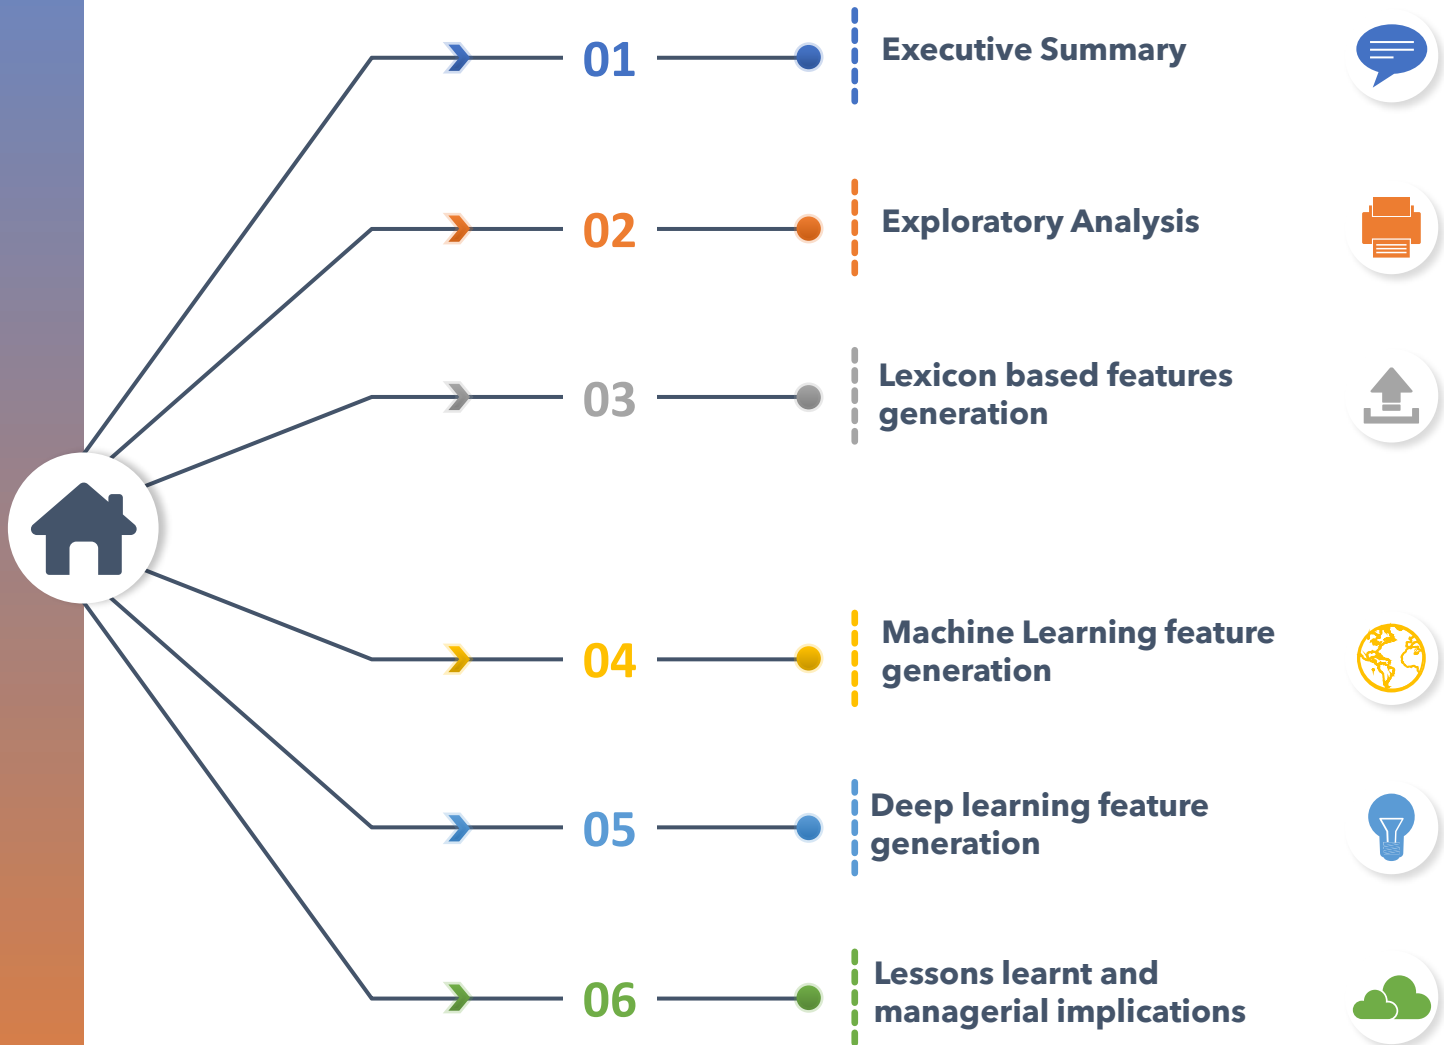 01
Executive Summary
02
Exploratory Analysis
03
Lexicon based features
generation
04
Machine Learning feature
generation
05
Deep learning feature
generation
06
Lessons learnt and
managerial implications